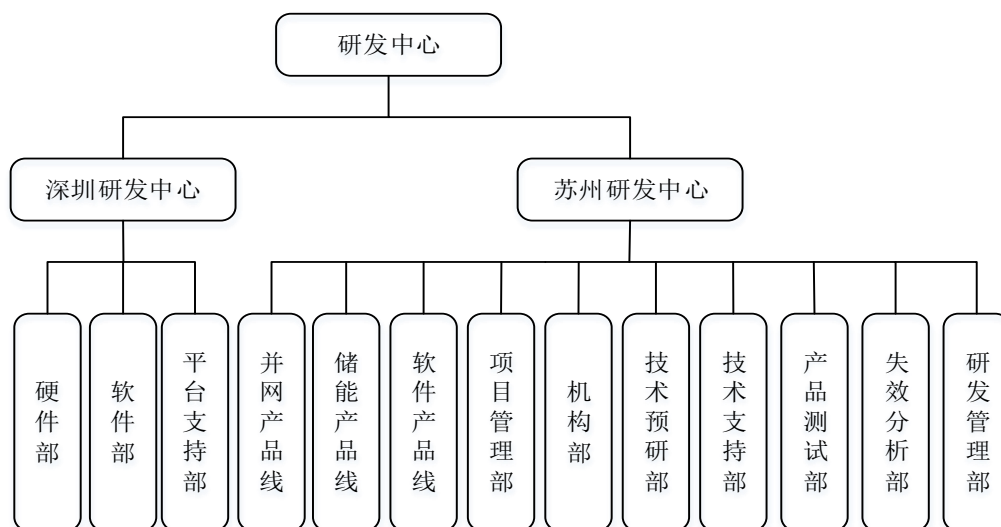 研发中心
深圳研发中心
苏州研发中心
硬件部
软件部
平台支持部
并网产品线
储能产品线
软件产品线
项目管理部
机构部
技术预研部
技术支持部
产品测试部
失效分析部
研发管理部